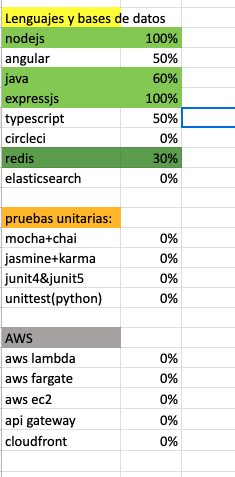 Lenguajes y bases de datos
nodejs 100%
angular 50%
java 60%
expressjs 100%
typescript 50%
circleci 0%
redis 30%
elasticsearch 0%
pruebas unitarias:
mocha+chai 0%
jasmine+karma 0%
junit4&junit5 0%
unittest(python) 0%
AWS
aws lambda 0%
aws fargate 0%
aws ec2 0%
api gateway 0%
cloudfront 0%